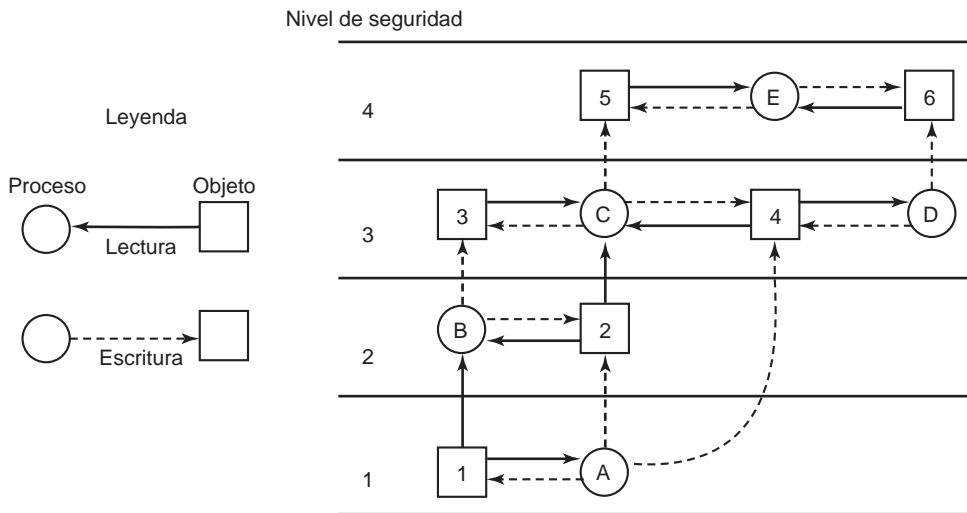 Nivel de seguridad
Leyenda
Proceso Objeto
Lectura
Escritura
4
5 E 6
3
3 C 4 D
2
B 2
1
1 A